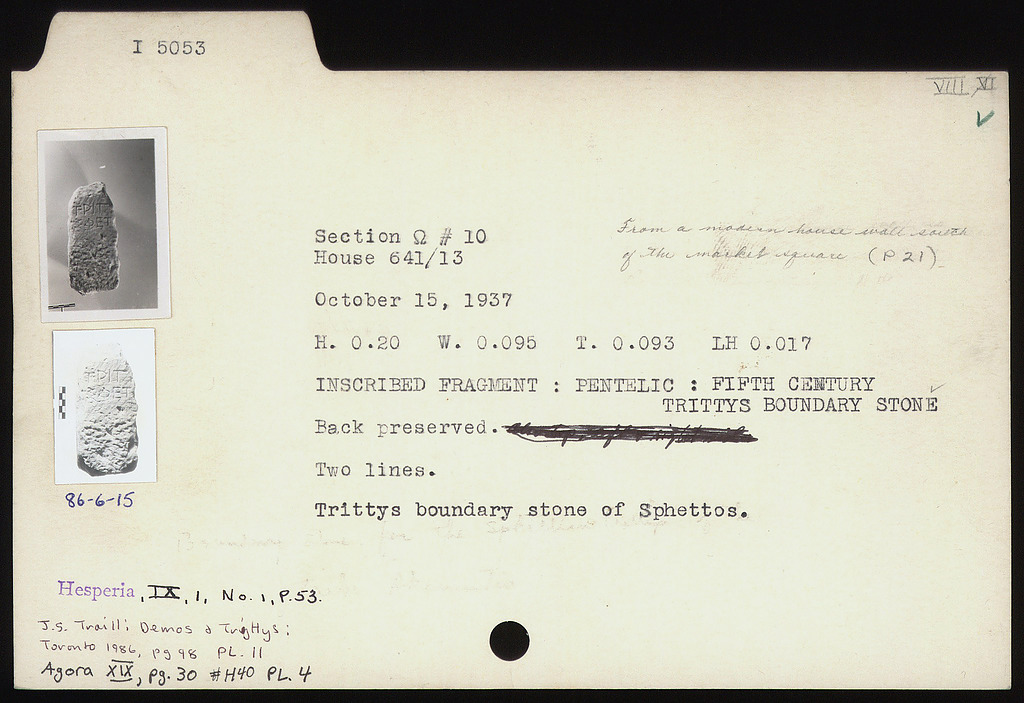 I 5053
VIII VI
Section Ω # 10
House 641/13
From a modern house wall south
of the market square (P 21)
October 15, 1937
H. 0.20 W. 0.095 T. 0.093 LH 0.017
INSCRIBED FRAGMENT : PENTELIC : FIFTH CENTURY
TRITTYS BOUNDARY STONE
Back preserved.
Two lines.
86-6-15
Trittys boundary stone of Sphettos.
Hesperia, IX, 1, No. 1, P. 53.
J.S. Traill: Demos & Trittys;
Toronto 1986, pg 98 PL. 11
Agora XIX, pg. 30 #H40 PL. 4